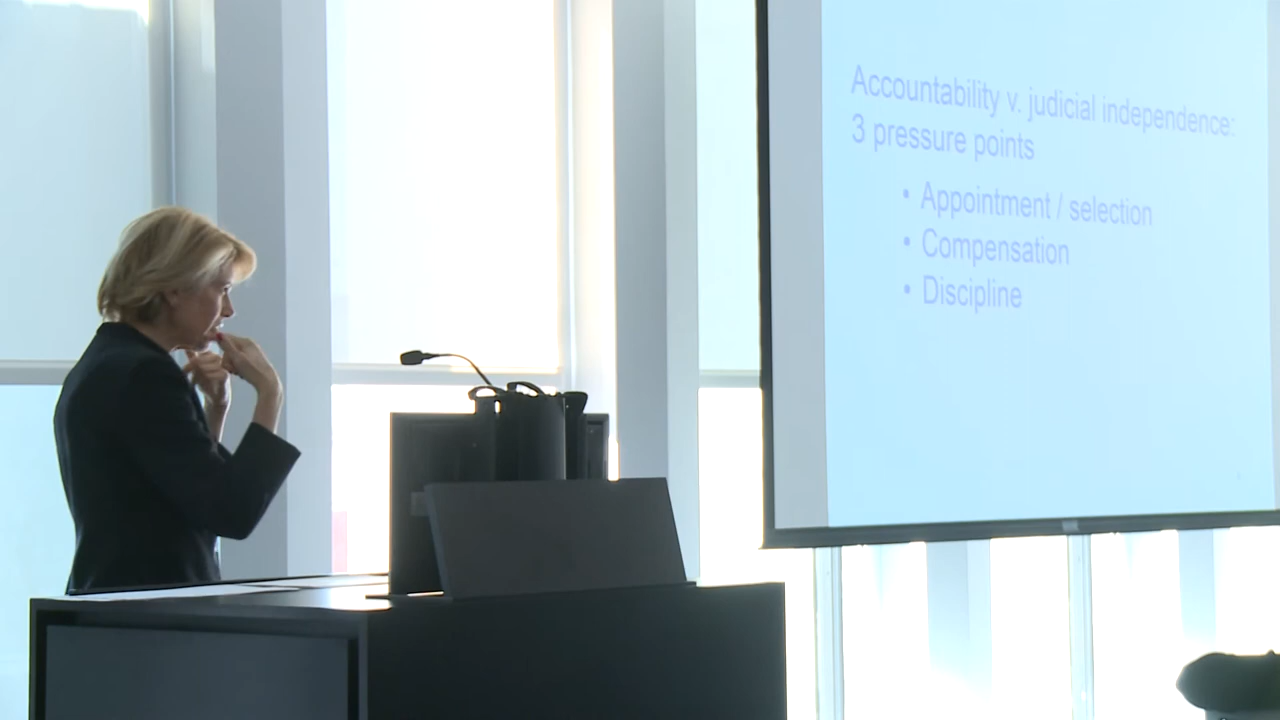 Accountability v. judicial independence:
3 pressure points
• Appointment / selection
• Compensation
• Discipline